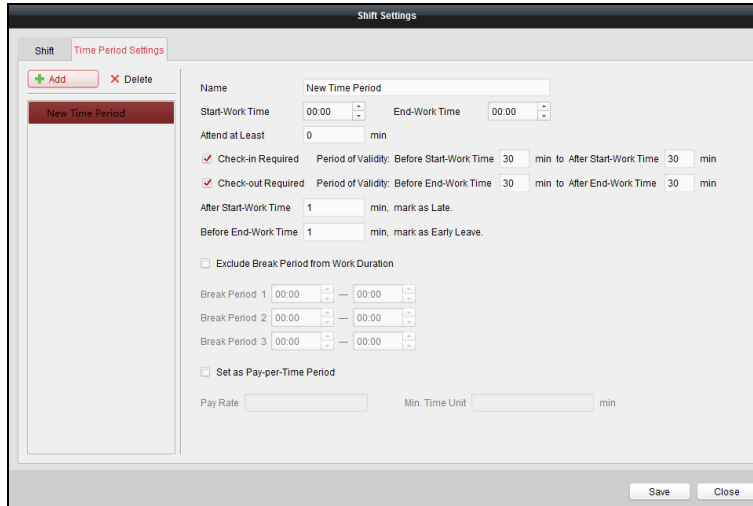 Shift Settings
Shift Time Period Settings
Add Delete
New Time Period
Name New Time Period
Start-Work Time 00:00 End-Work Time 00:00
Attend at Least 0 min
Check-in Required Period of Validity: Before Start-Work Time 30 min to After Start-Work Time 30 min
Check-out Required Period of Validity: Before End-Work Time 30 min to After End-Work Time 30 min
After Start-Work Time 1 min, mark as Late.
Before End-Work Time 1 min, mark as Early Leave.
Exclude Break Period from Work Duration
Break Period 1 00:00 — 00:00
Break Period 2 00:00 — 00:00
Break Period 3 00:00 — 00:00
Set as Pay-per-Time Period
Pay Rate Min. Time Unit min
Save Close